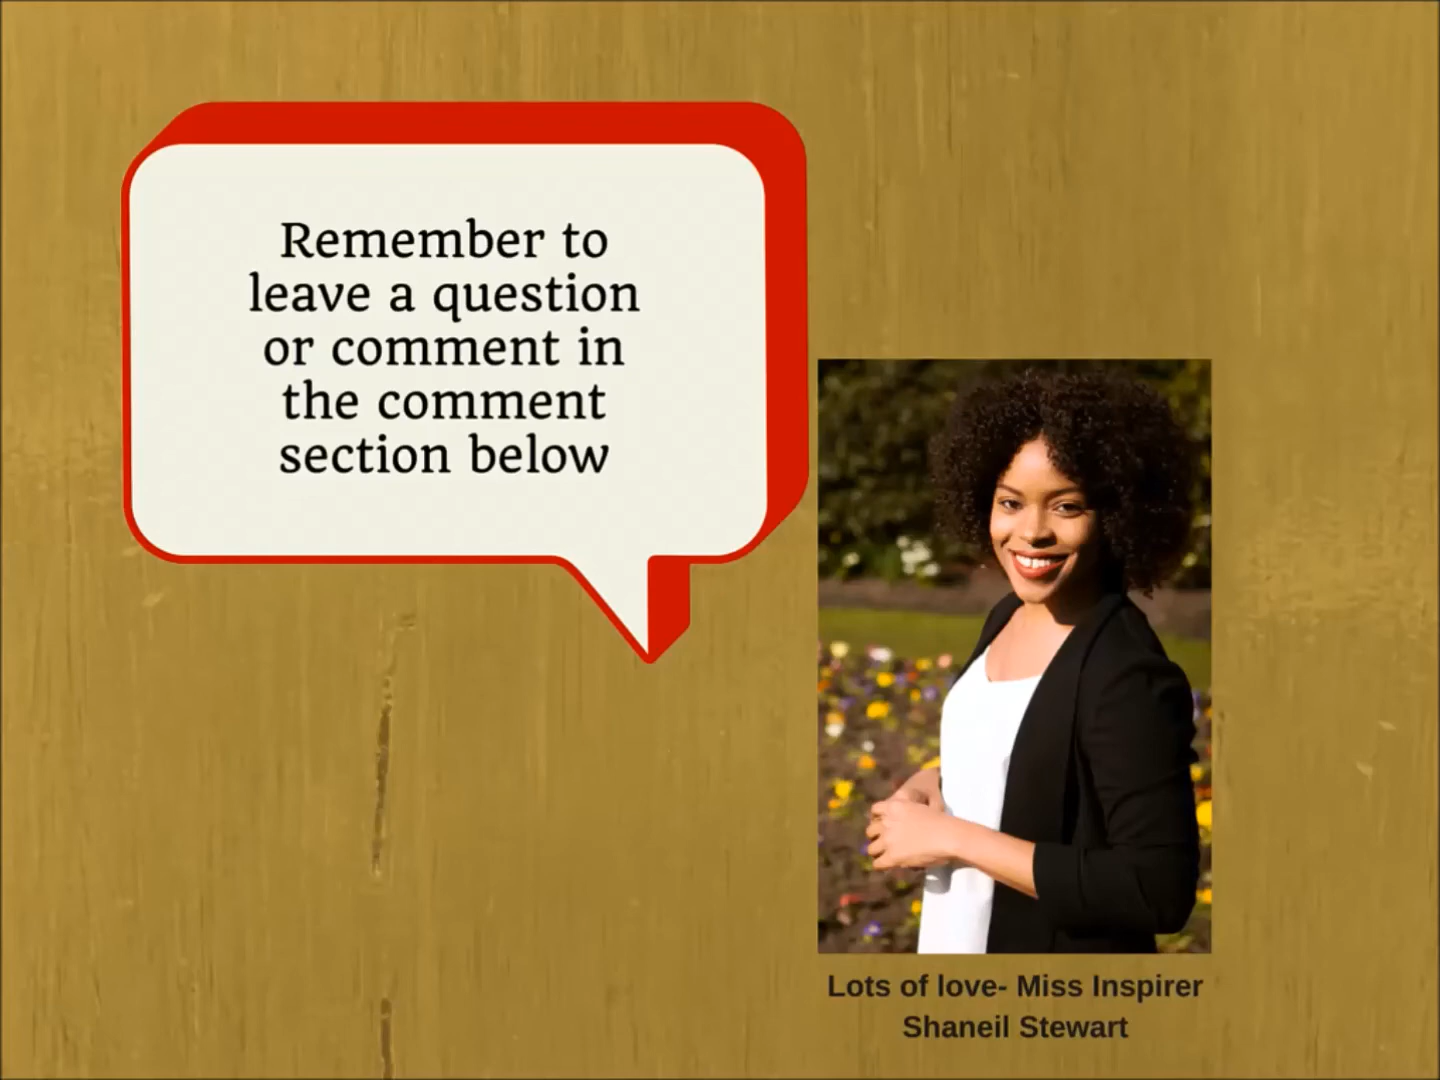 Remember to
leave a question
or comment in
the comment
section below
Lots of love- Miss Inspirer
Shaneil Stewart